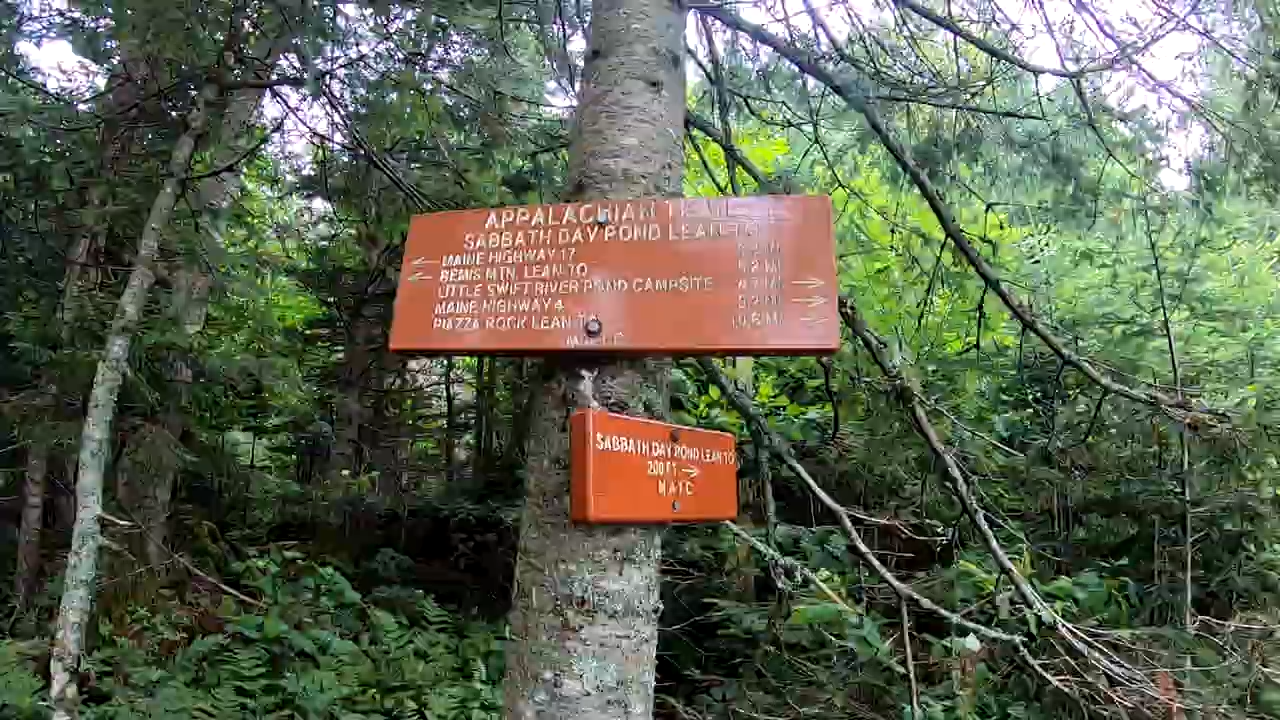 APPALACHIAN TRAIL
SABBATH DAY POND LEAN-TO
← MAINE HIGHWAY 17
← BEMIS MTN. LEAN TO
LITTLE SWIFT RIVER POND CAMPSITE →
MAINE HIGHWAY 4 →
PIAZZA ROCK LEAN TO →
SABBATH DAY POND LEAN TO
200 FT →
MATC